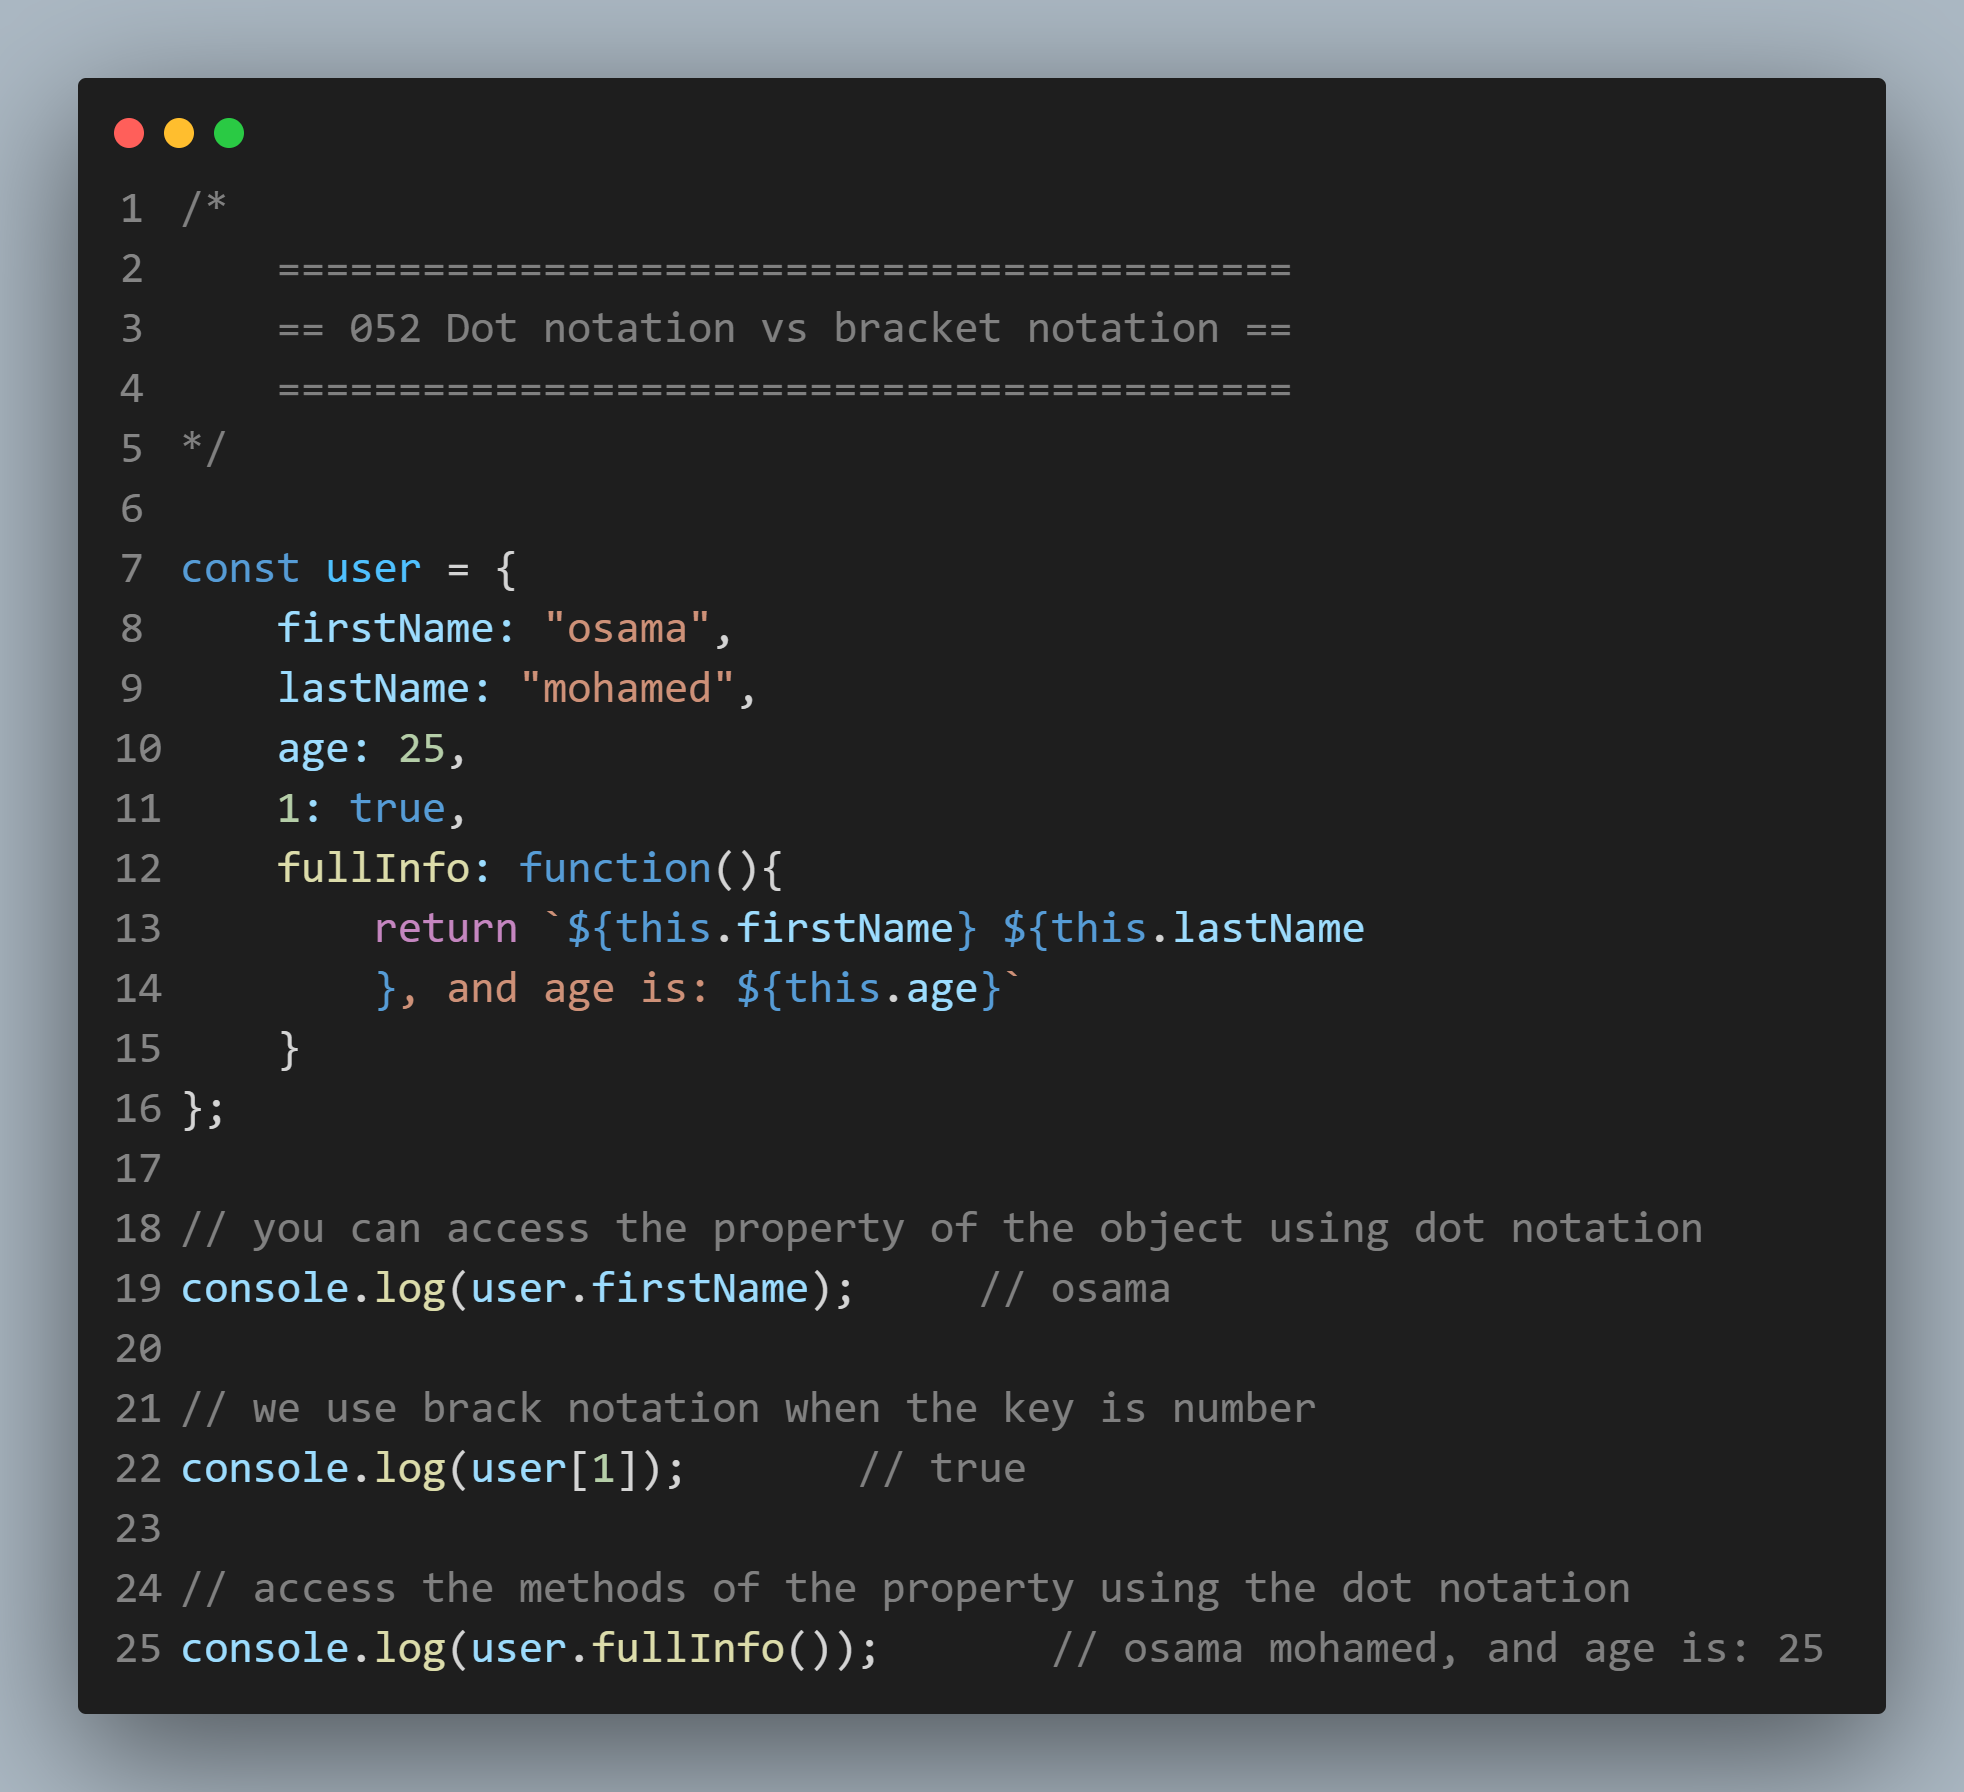 1 /*
2     ==========================================
3     == 052 Dot notation vs bracket notation ==
4     ==========================================
5 */
6
7 const user = {
8     firstName: "osama",
9     lastName: "mohamed",
10     age: 25,
11     1: true,
12     fullInfo: function(){
13         return `${this.firstName} ${this.lastName
14         }, and age is: ${this.age}`
15     }
16 };
17
18 // you can access the property of the object using dot notation
19 console.log(user.firstName);     // osama
20
21 // we use brack notation when the key is number
22 console.log(user[1]);       // true
23
24 // access the methods of the property using the dot notation
25 console.log(user.fullInfo());       // osama mohamed, and age is: 25